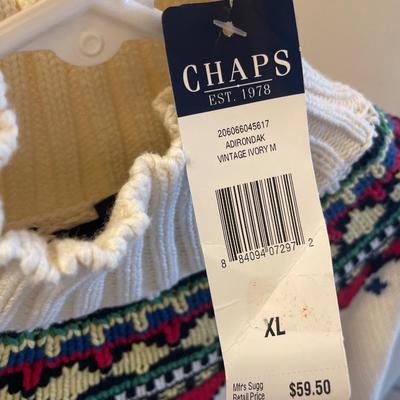 CHAPS
EST. 1978
206066045617
ADIRONDAK
VINTAGE IVORY M
8 84094 07297 2
XL
Mfr's Sugg
Retail Price
$59.50